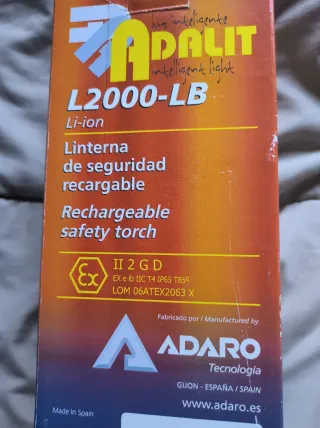 luz inteligente
ADALIT
intelligent light
L2000-LB
Li-ion
Linterna
de seguridad
recargable
Rechargeable
safety torch
Ex
II 2 G D
EX e ib IIC T4 IP65 T85º
LOM 06ATEX2063 X
Fabricado por / Manufactured by
ADARO
Tecnología
GIJON - ESPAÑA / SPAIN
Made in Spain
www.adaro.es